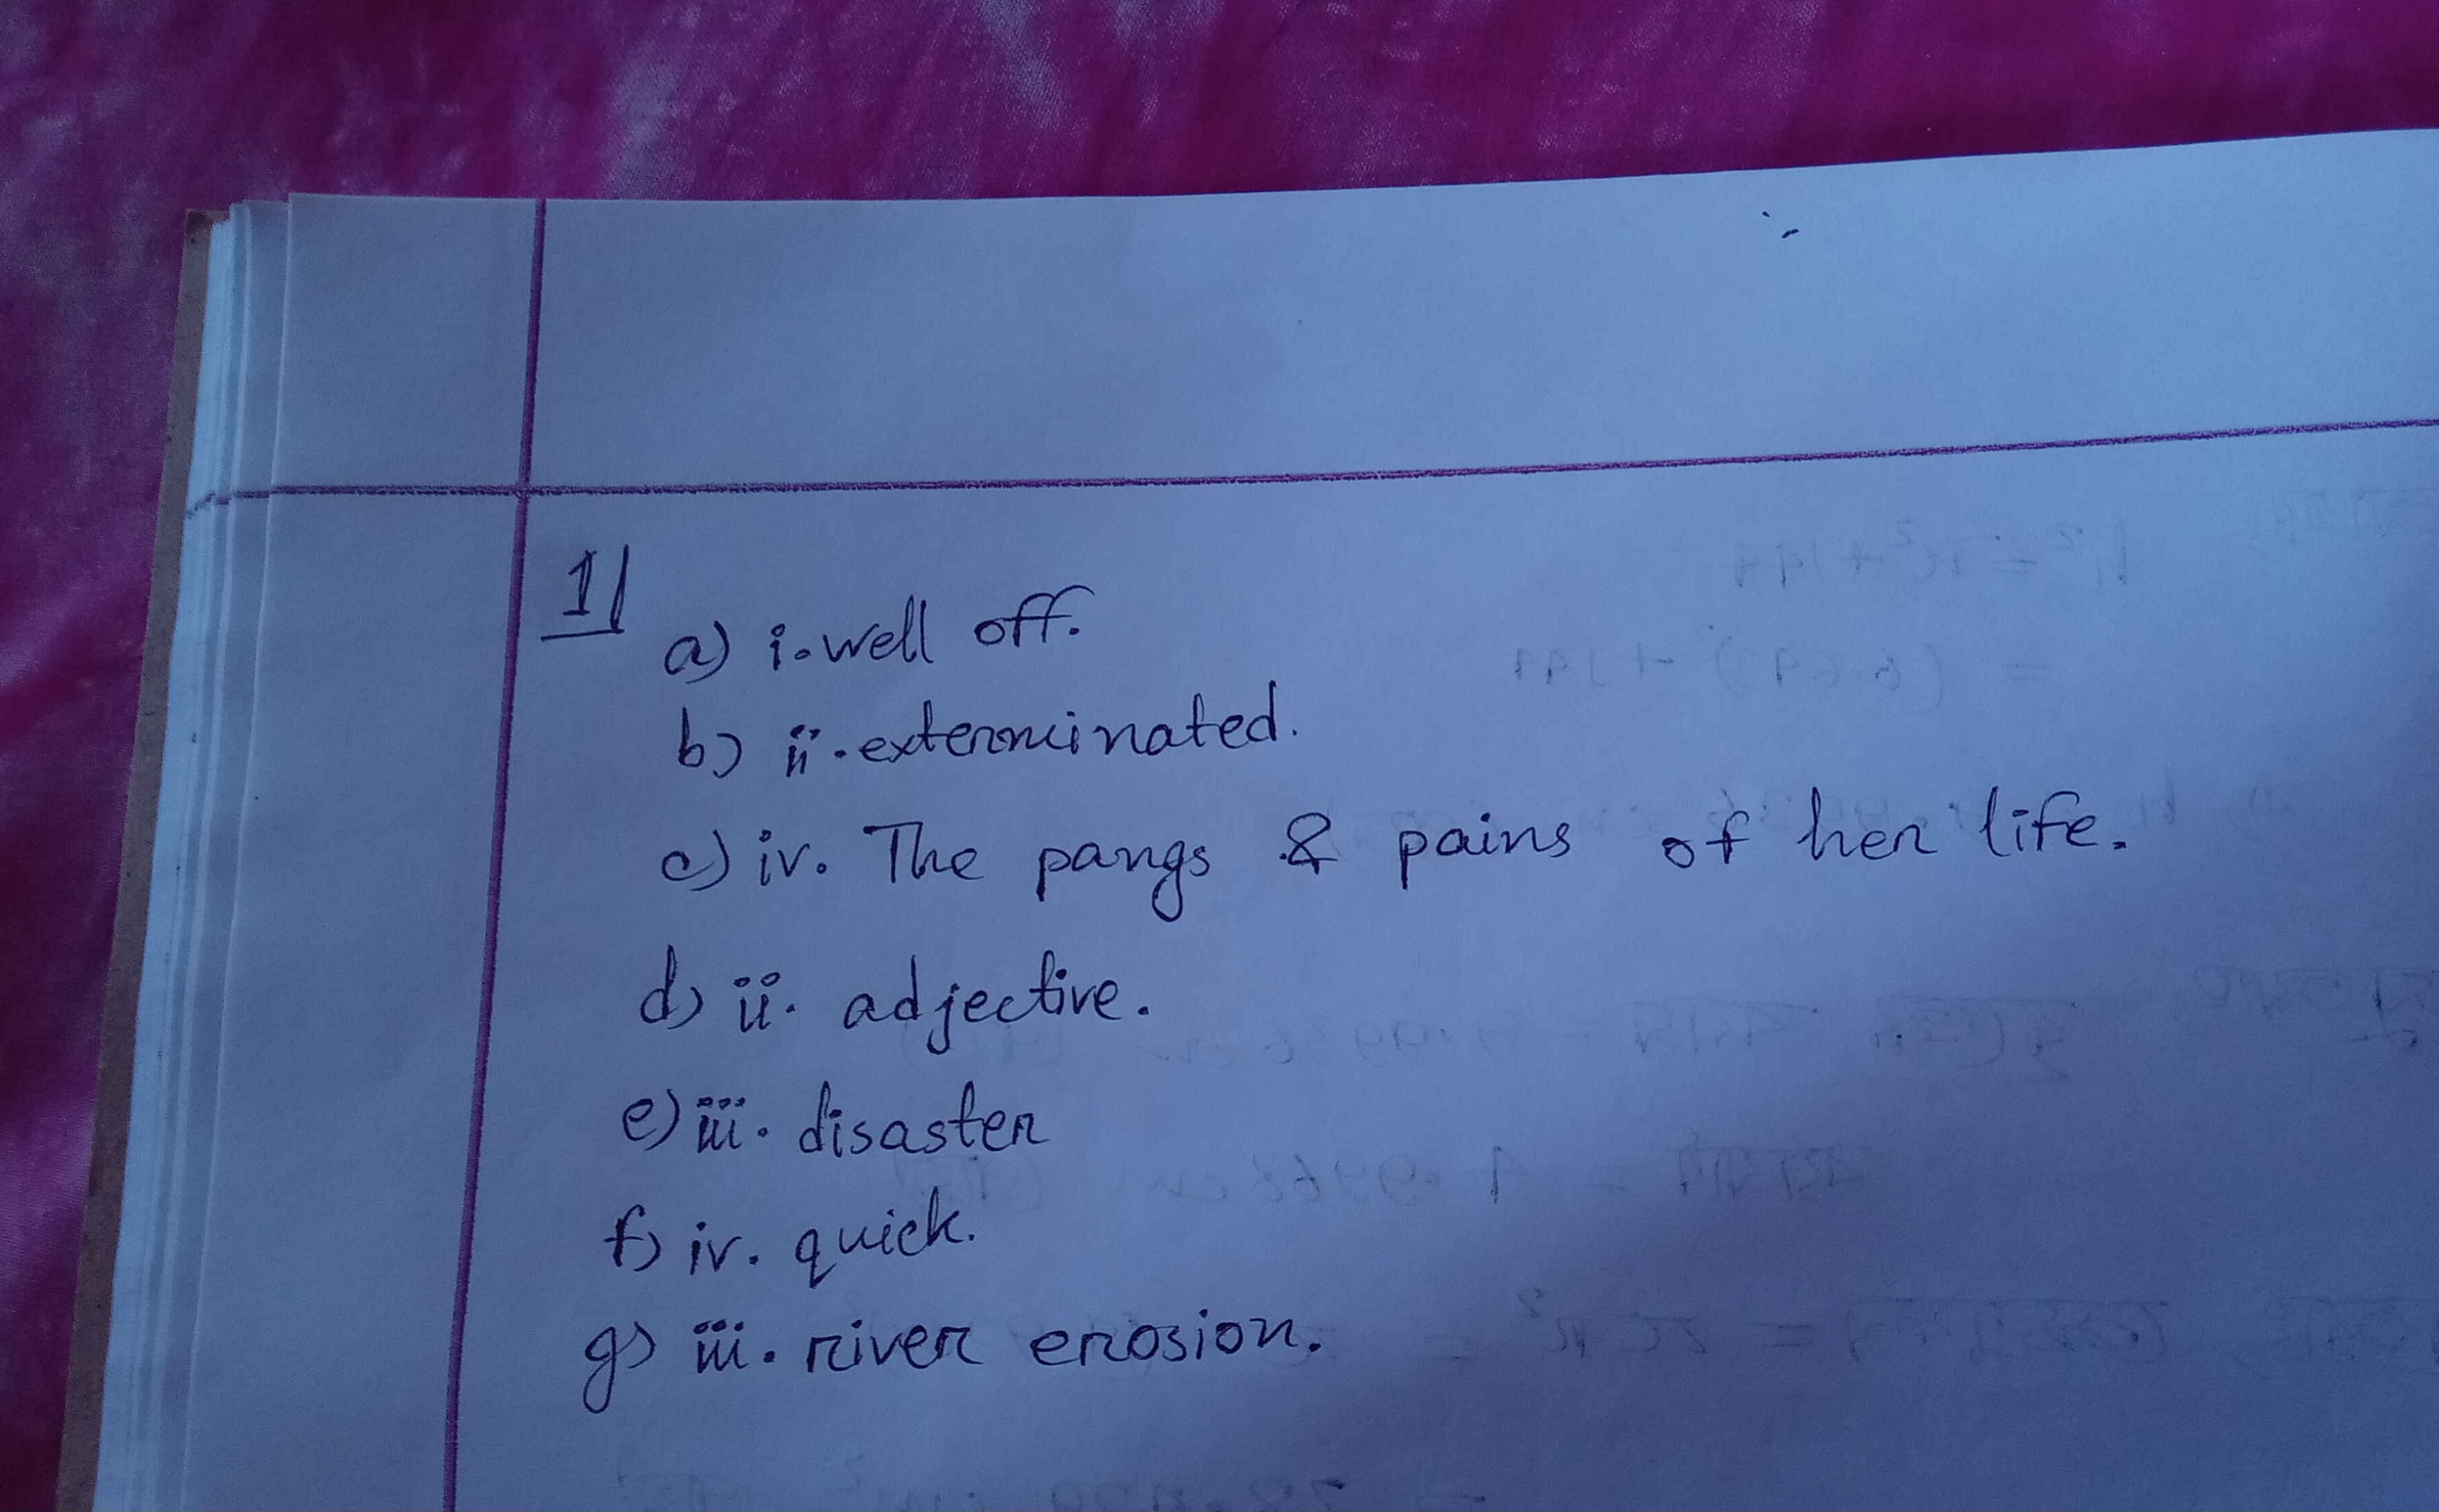 1/
a) i. well off.
b) ii. exterminated.
c) iv. The pangs & pains of her life.
d) ii. adjective.
e) iii. disaster
f) iv. quick.
g) iii. river erosion.